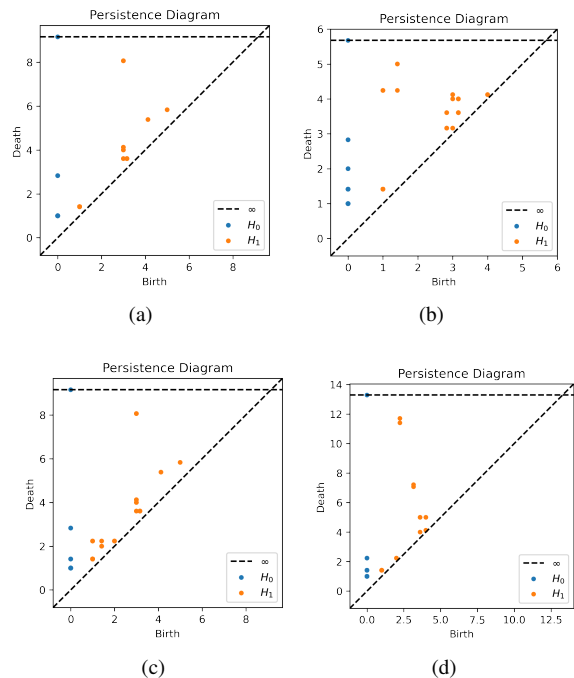 Persistence Diagram
Death
8
6
4
2
0
∞
H₀
H₁
0 2 4 6 8
Birth
(a)
Persistence Diagram
Death
6
5
4
3
2
1
0
∞
H₀
H₁
0 1 2 3 4 5 6
Birth
(b)
Persistence Diagram
Death
8
6
4
2
0
∞
H₀
H₁
0 2 4 6 8
Birth
(c)
Persistence Diagram
Death
14
12
10
8
6
4
2
0
∞
H₀
H₁
0.0 2.5 5.0 7.5 10.0 12.5
Birth
(d)